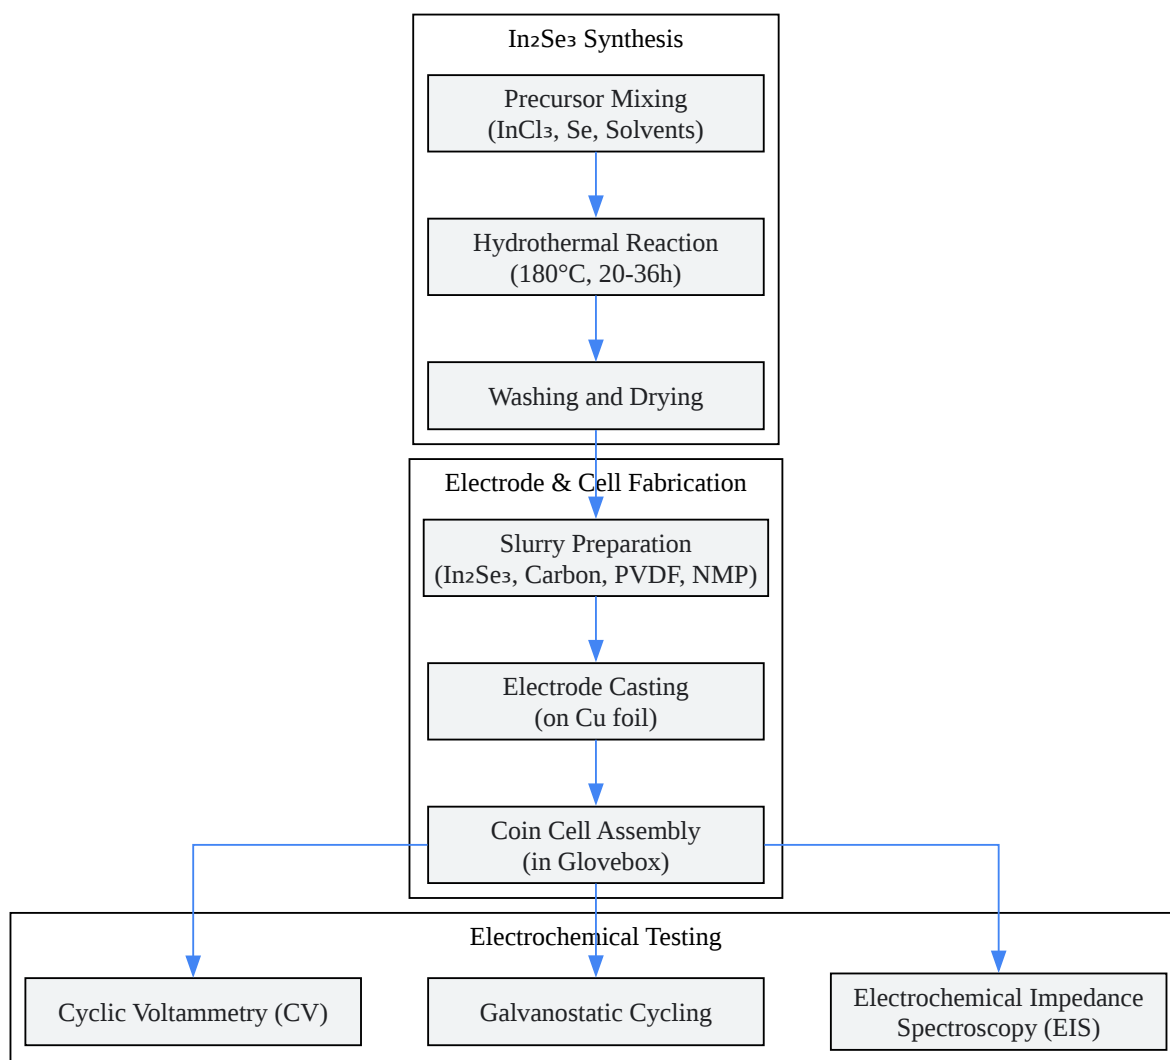 In₂Se₃ Synthesis
Precursor Mixing
(InCl₃, Se, Solvents)
Hydrothermal Reaction
(180°C, 20-36h)
Washing and Drying
Electrode & Cell Fabrication
Slurry Preparation
(In₂Se₃, Carbon, PVDF, NMP)
Electrode Casting
(on Cu foil)
Coin Cell Assembly
(in Glovebox)
Electrochemical Testing
Cyclic Voltammetry (CV)
Galvanostatic Cycling
Electrochemical Impedance
Spectroscopy (EIS)